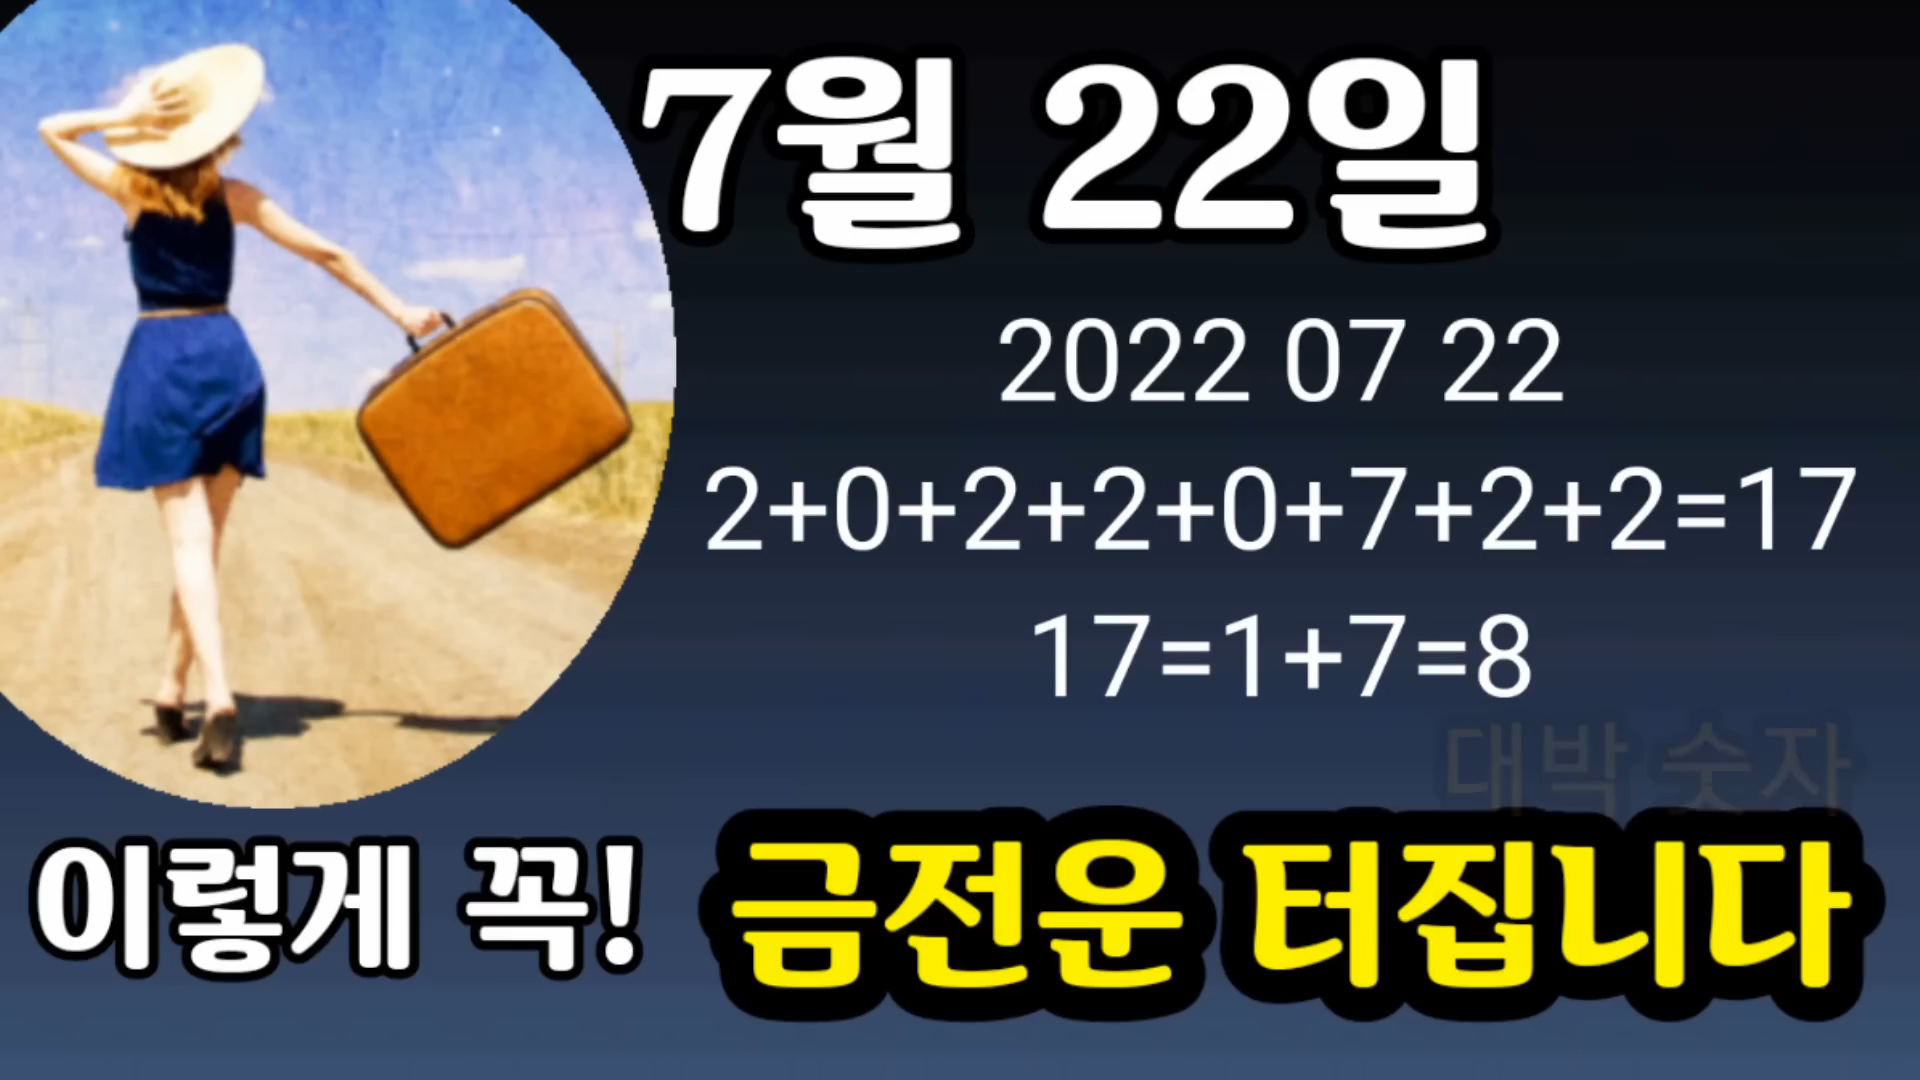 7월 22일
2022 07 22
2+0+2+2+0+7+2+2=17
17=1+7=8
대박 숫자
이렇게 꼭! 금전운 터집니다